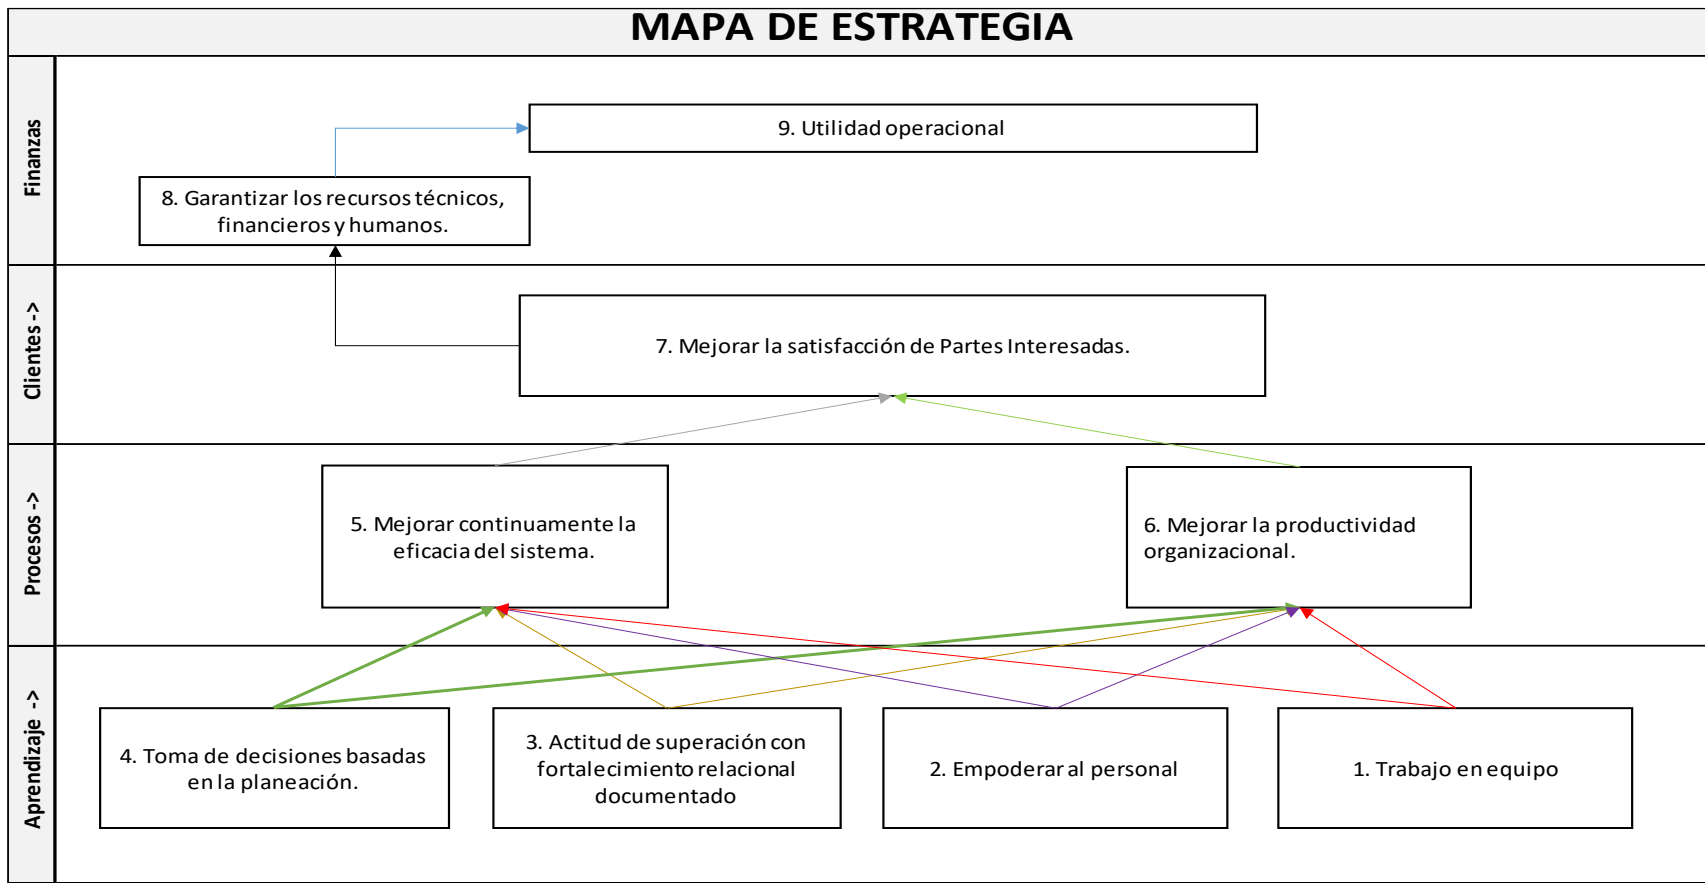 MAPA DE ESTRATEGIA
Finanzas
9. Utilidad operacional
8. Garantizar los recursos técnicos,
financieros y humanos.
Clientes ->
7. Mejorar la satisfacción de Partes Interesadas.
Procesos ->
5. Mejorar continuamente la
eficacia del sistema.
6. Mejorar la productividad
organizacional.
Aprendizaje ->
4. Toma de decisiones basadas
en la planeación.
3. Actitud de superación con
fortalecimiento relacional
documentado
2. Empoderar al personal
1. Trabajo en equipo